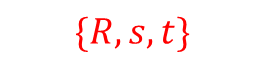 {R, s, t}